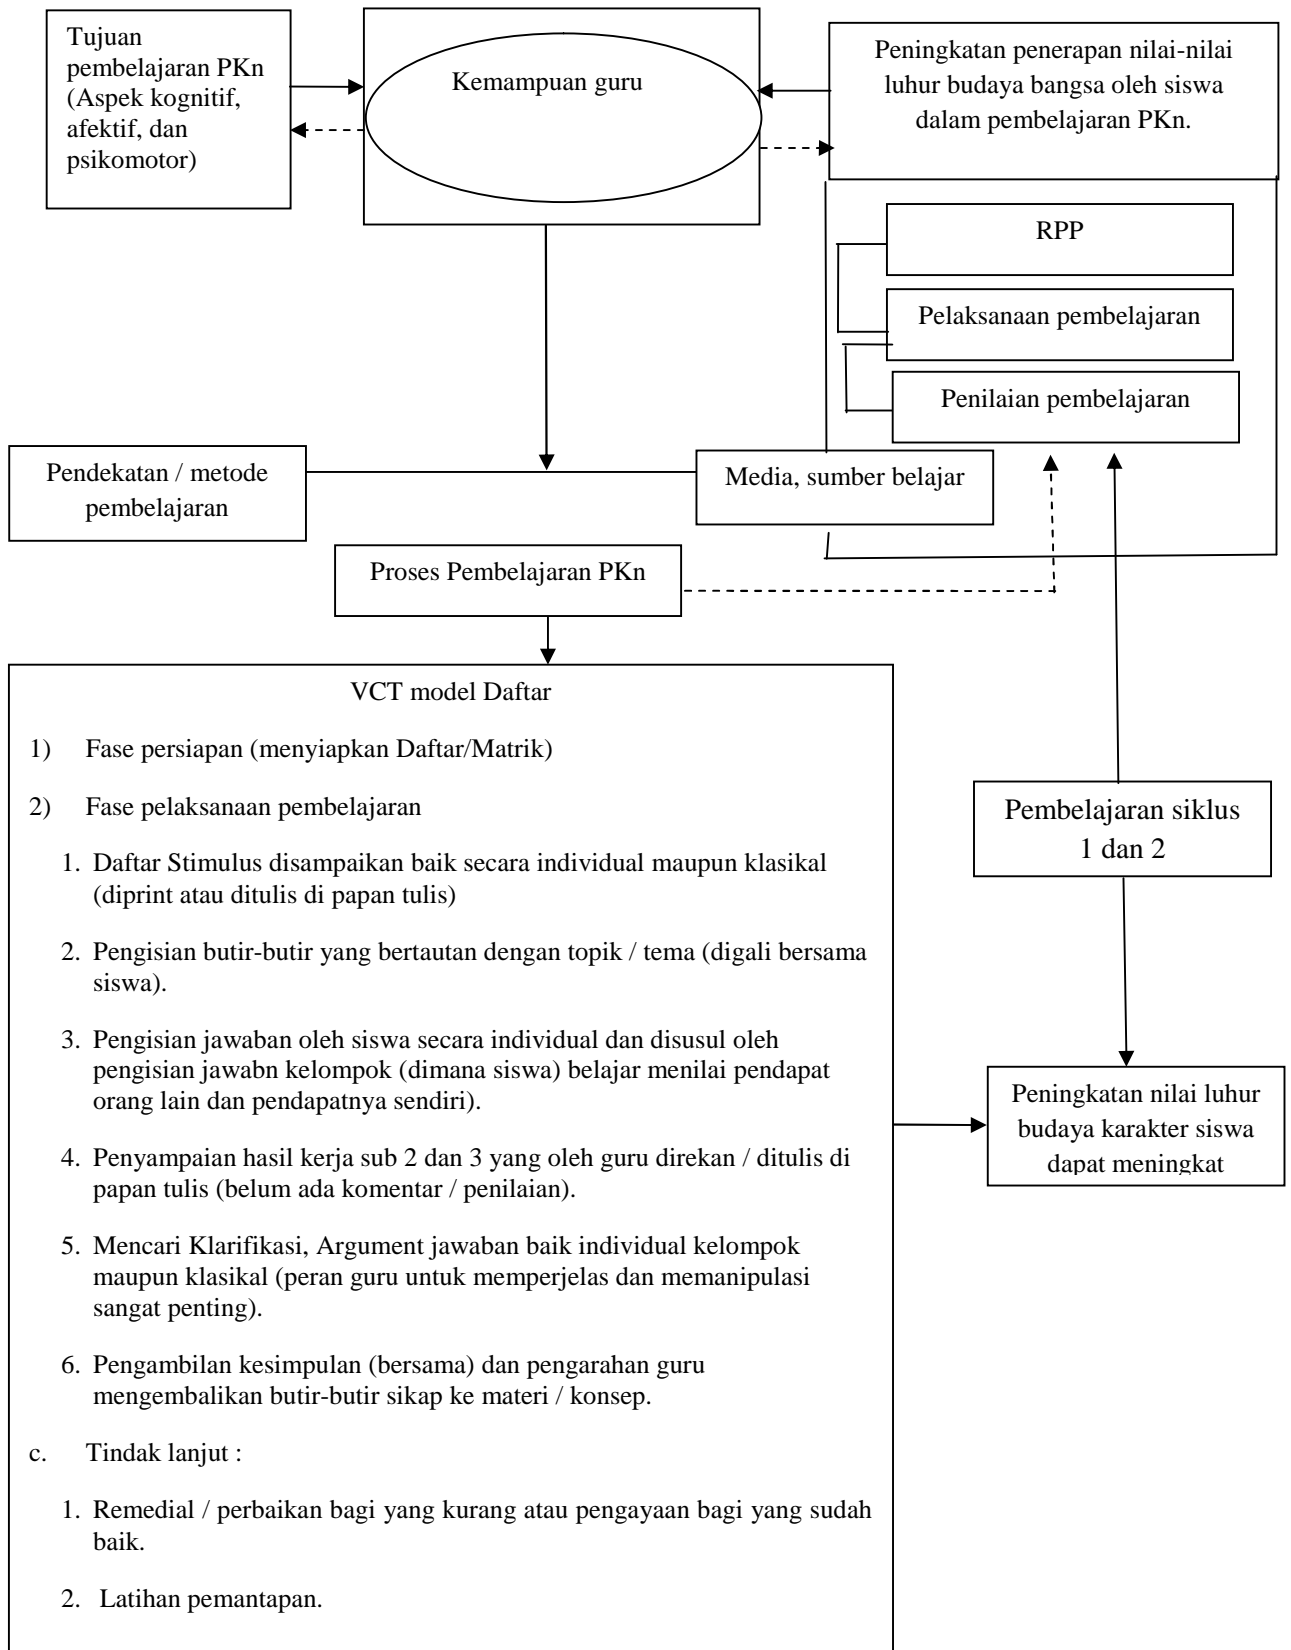 Tujuan
pembelajaran PKn
(Aspek kognitif,
afektif, dan
psikomotor)
Kemampuan guru
Peningkatan penerapan nilai-nilai
luhur budaya bangsa oleh siswa
dalam pembelajaran PKn.
RPP
Pelaksanaan pembelajaran
Penilaian pembelajaran
Pendekatan / metode
pembelajaran
Media, sumber belajar
Proses Pembelajaran PKn
VCT model Daftar
1) Fase persiapan (menyiapkan Daftar/Matrik)
2) Fase pelaksanaan pembelajaran
1. Daftar Stimulus disampaikan baik secara individual maupun klasikal
(diprint atau ditulis di papan tulis)
2. Pengisian butir-butir yang bertautan dengan topik / tema (digali bersama
siswa).
3. Pengisian jawaban oleh siswa secara individual dan disusul oleh
pengisian jawabn kelompok (dimana siswa) belajar menilai pendapat
orang lain dan pendapatnya sendiri).
4. Penyampaian hasil kerja sub 2 dan 3 yang oleh guru direkan / ditulis di
papan tulis (belum ada komentar / penilaian).
5. Mencari Klarifikasi, Argument jawaban baik individual kelompok
maupun klasikal (peran guru untuk memperjelas dan memanipulasi
sangat penting).
6. Pengambilan kesimpulan (bersama) dan pengarahan guru
mengembalikan butir-butir sikap ke materi / konsep.
c. Tindak lanjut :
1. Remedial / perbaikan bagi yang kurang atau pengayaan bagi yang sudah
baik.
2. Latihan pemantapan.
Pembelajaran siklus
1 dan 2
Peningkatan nilai luhur
budaya karakter siswa
dapat meningkat